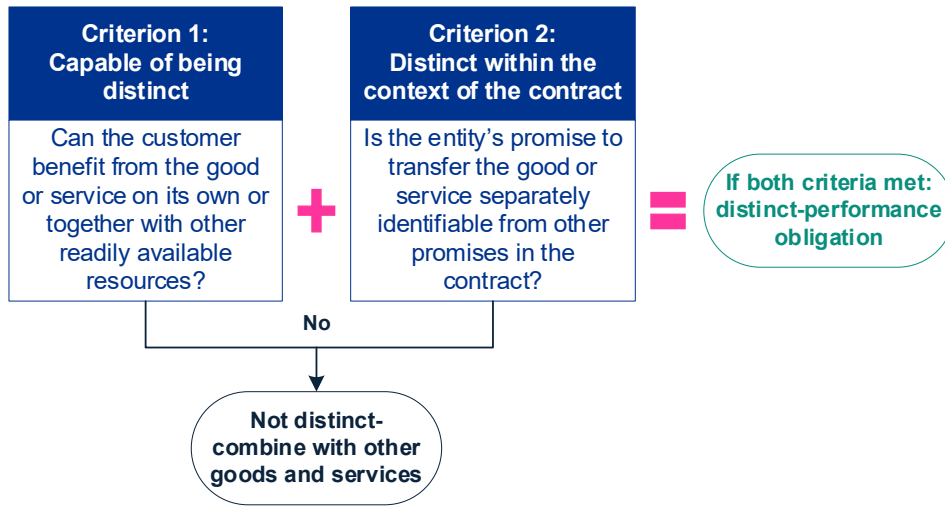 Criterion 1:
Capable of being
distinct
Can the customer
benefit from the good
or service on its own or
together with other
readily available
resources?
+
Criterion 2:
Distinct within the
context of the contract
Is the entity's promise to
transfer the good or
service separately
identifiable from other
promises in the
contract?
=
If both criteria met:
distinct-performance
obligation
No
Not distinct-
combine with other
goods and services